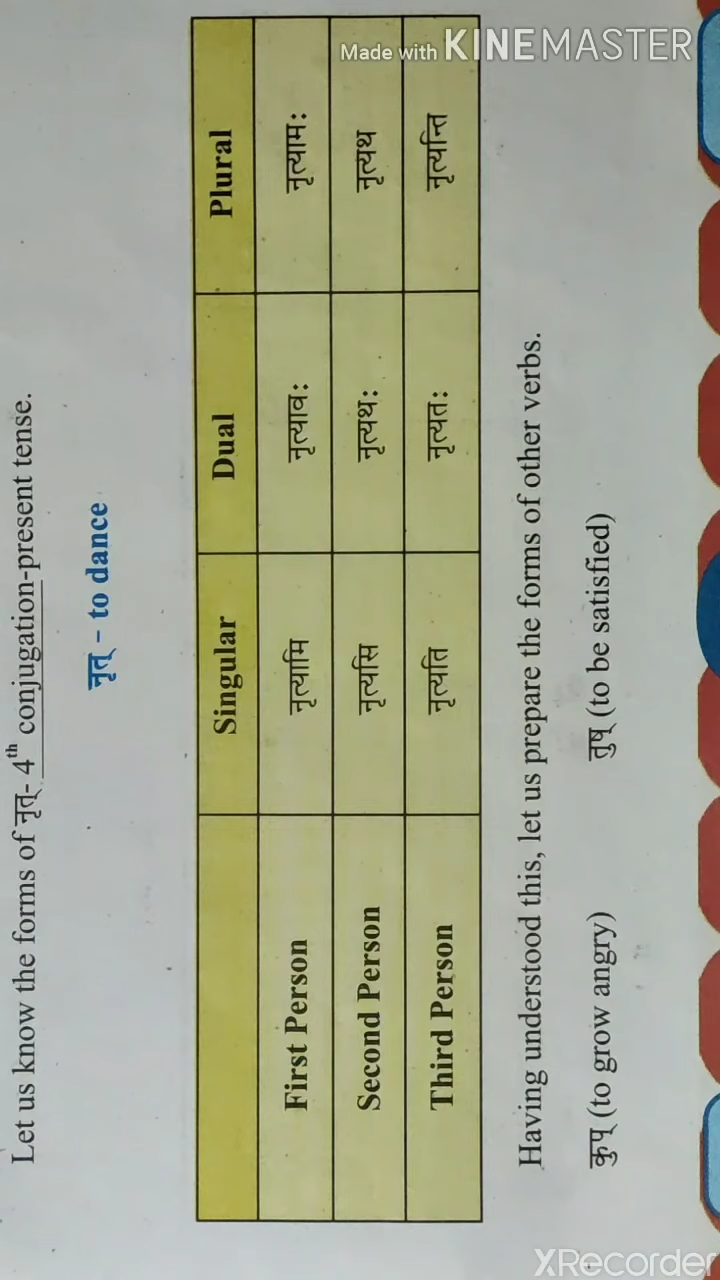 Let us know the forms of नृत्- 4th conjugation-present tense.
नृत् - to dance
Singular Dual Plural
First Person नृत्यामि नृत्यावः नृत्यामः
Second Person नृत्यसि नृत्यथः नृत्यथ
Third Person नृत्यति नृत्यतः नृत्यन्ति
Having understood this, let us prepare the forms of other verbs.
कुप् (to grow angry) तुष् (to be satisfied)
Made with KINEMASTER
XRecorder